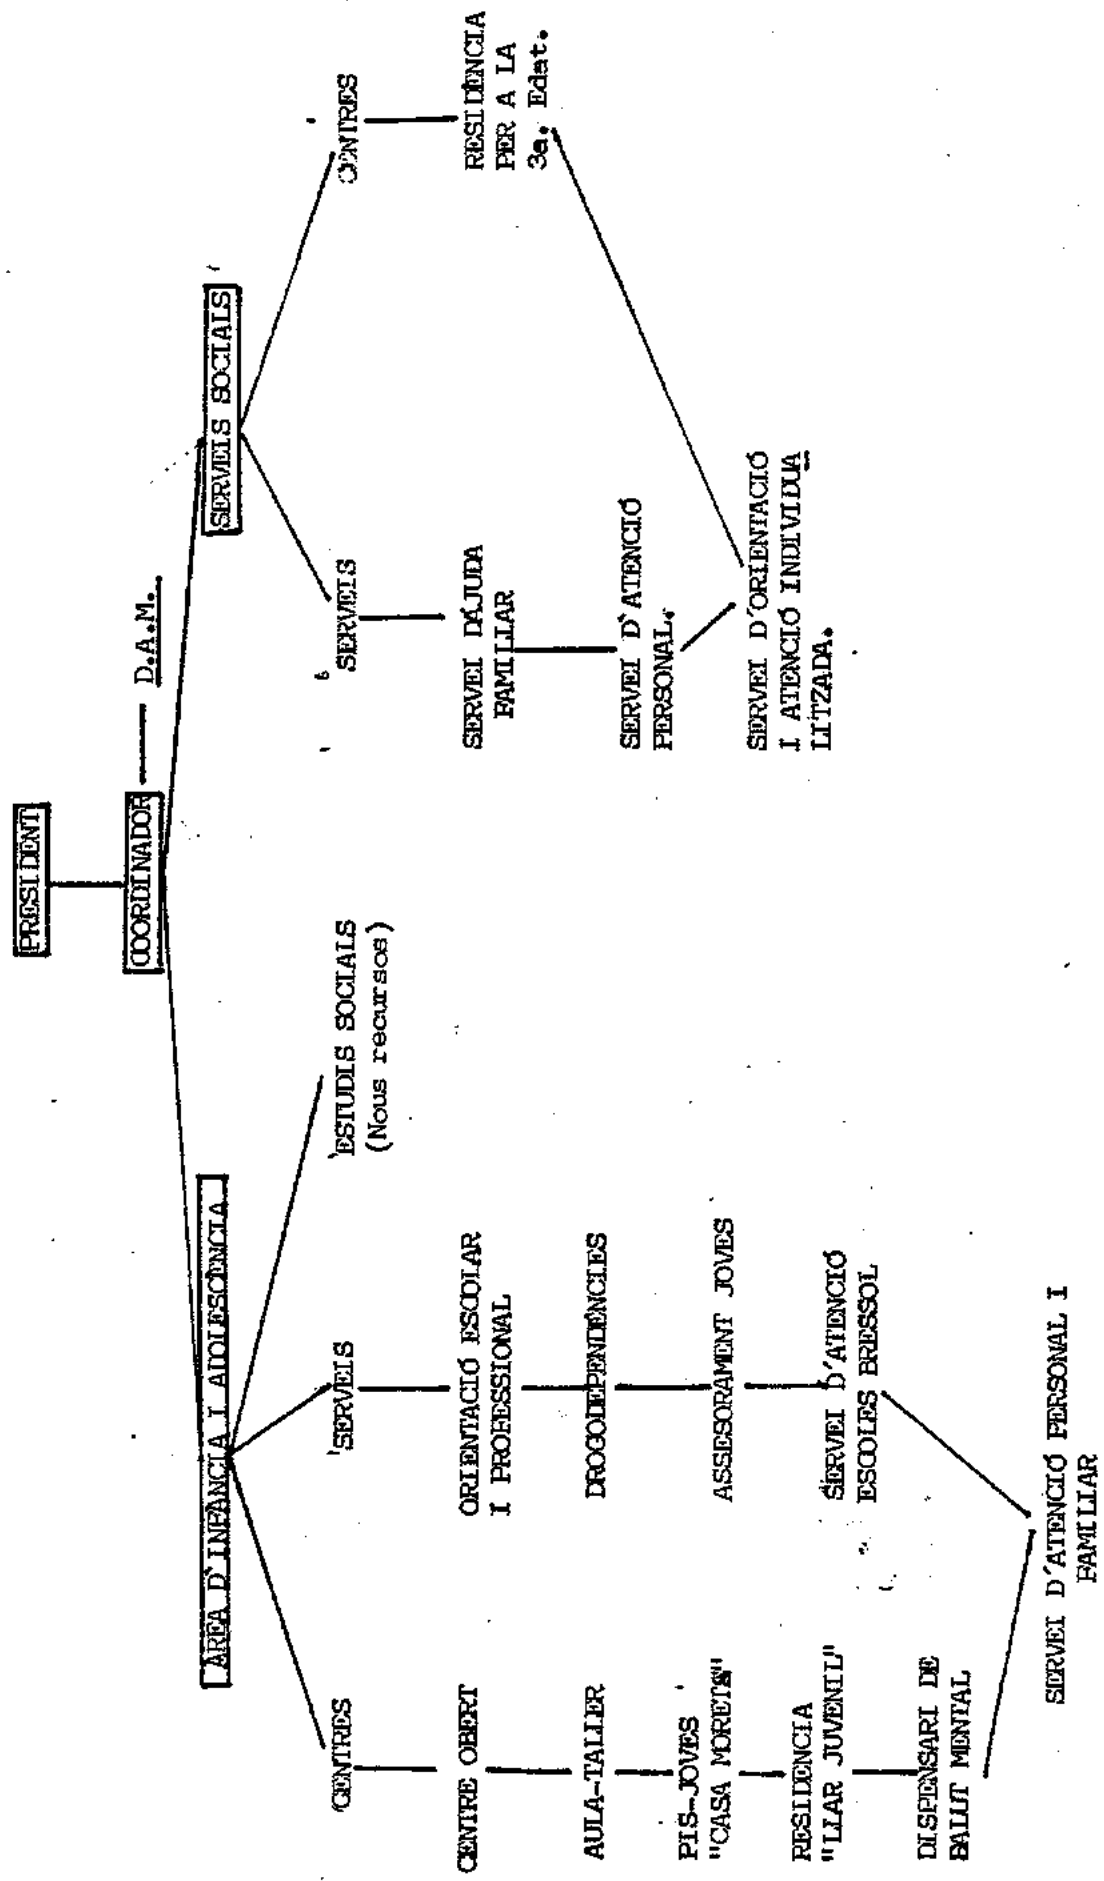 PRESIDENT
COORDINADOR
D.A.M.
ÀREA D'INFÀNCIA I ADOLESCÈNCIA
SERVEIS SOCIALS
CENTRES
SERVEIS
ESTUDIS SOCIALS
(Nous recursos)
SERVEIS
CENTRES
CENTRE OBERT
AULA-TALLER
PIS-JOVES
"CASA MORETA"
RESIDENCIA
"LLAR JUVENIL"
DISPENSARI DE
SALUT MENTAL
ORIENTACIÓ ESCOLAR
I PROFESSIONAL
DROGODEPENDÈNCIES
ASSESORAMENT JOVES
SERVEI D'ATENCIÓ
ESCOLES BRESSOL
SERVEI D'ATENCIÓ PERSONAL I
FAMILIAR
SERVEI D'AJUDA
FAMILIAR
SERVEI D'ATENCIÓ
PERSONAL.
RESIDÈNCIA
PER A LA
3a. Edat.
SERVEI D'ORIENTACIÓ
I ATENCIÓ INDIVIDUA
LITZADA.